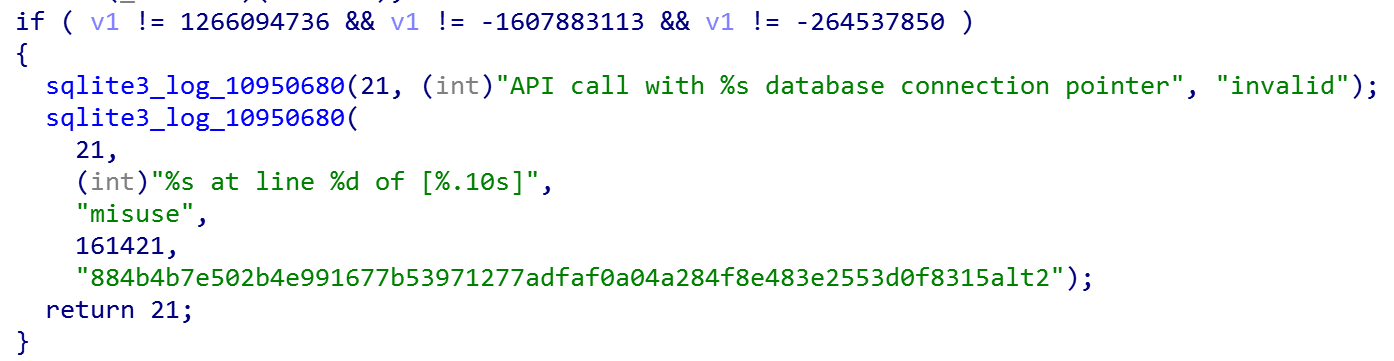 if ( v1 != 1266094736 && v1 != -1607883113 && v1 != -264537850 )
{
sqlite3_log_10950680(21, (int)"API call with %s database connection pointer", "invalid");
sqlite3_log_10950680(
21,
(int)"%s at line %d of [%.10s]",
"misuse",
161421,
"884b4b7e502b4e991677b53971277adfaf0a04a284f8e483e2553d0f8315alt2");
return 21;
}